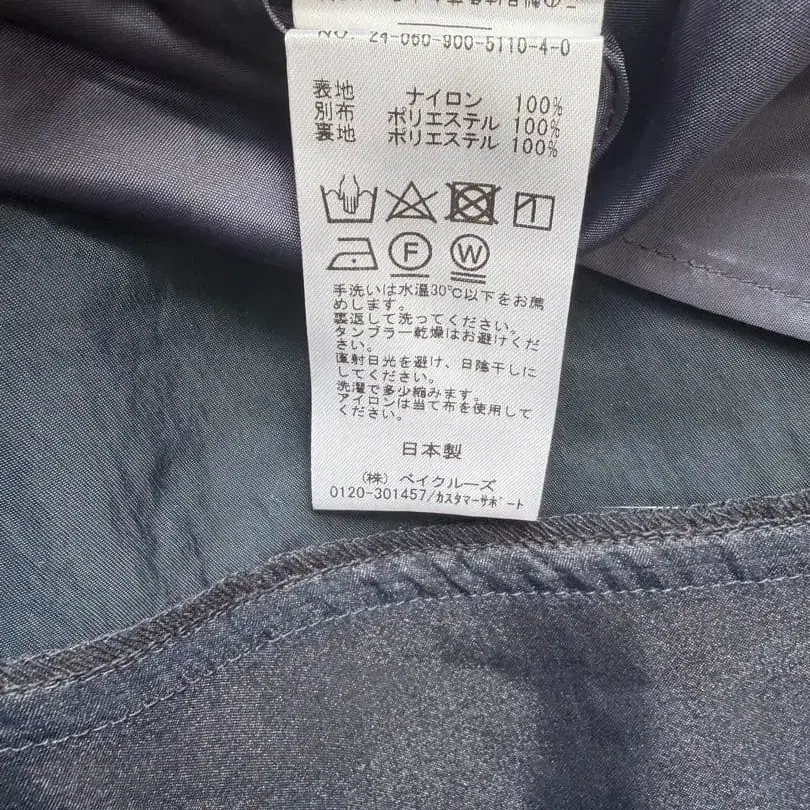 NO. 24-060-900-5110-4-0
表地 ナイロン 100%
別布 ポリエステル 100%
裏地 ポリエステル 100%
F W
手洗いは水温30℃以下をお薦
めします。
裏返して洗ってください。
タンブラー乾燥はお避けくだ
さい。
直射日光を避け、日陰干しに
してください。
洗濯で多少縮みます。
アイロンは当て布を使用して
ください。
日本製
(株) ベイクルーズ
0120-301457/カスタマーサポート